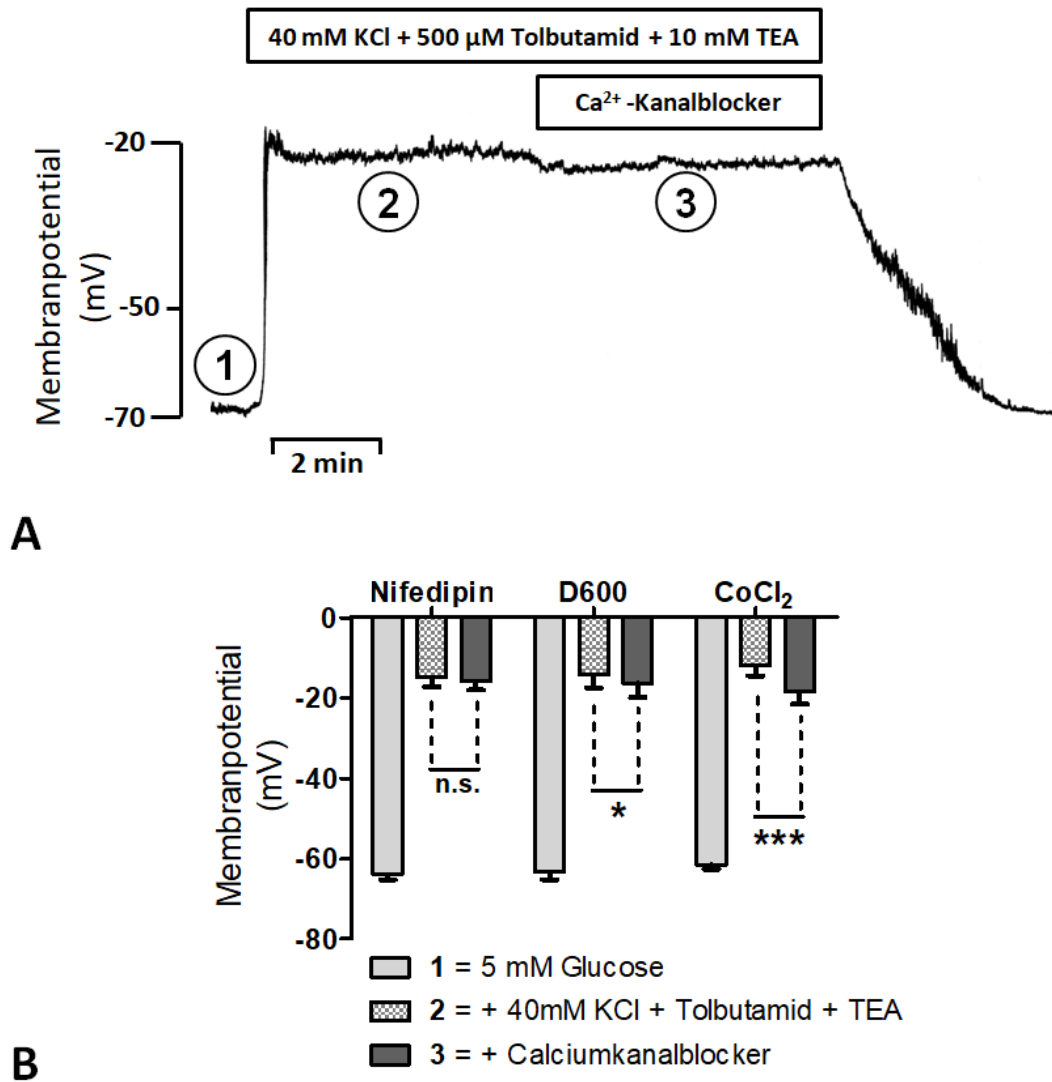 40 mM KCl + 500 µM Tolbutamid + 10 mM TEA
Ca²⁺ -Kanalblocker
Membranpotential
(mV)
-20
-50
-70
1
2
3
2 min
A
Nifedipin D600 CoCl₂
Membranpotential
(mV)
0
-20
-40
-60
-80
n.s.
*
***
1 = 5 mM Glucose
2 = + 40mM KCl + Tolbutamid + TEA
3 = + Calciumkanalblocker
B